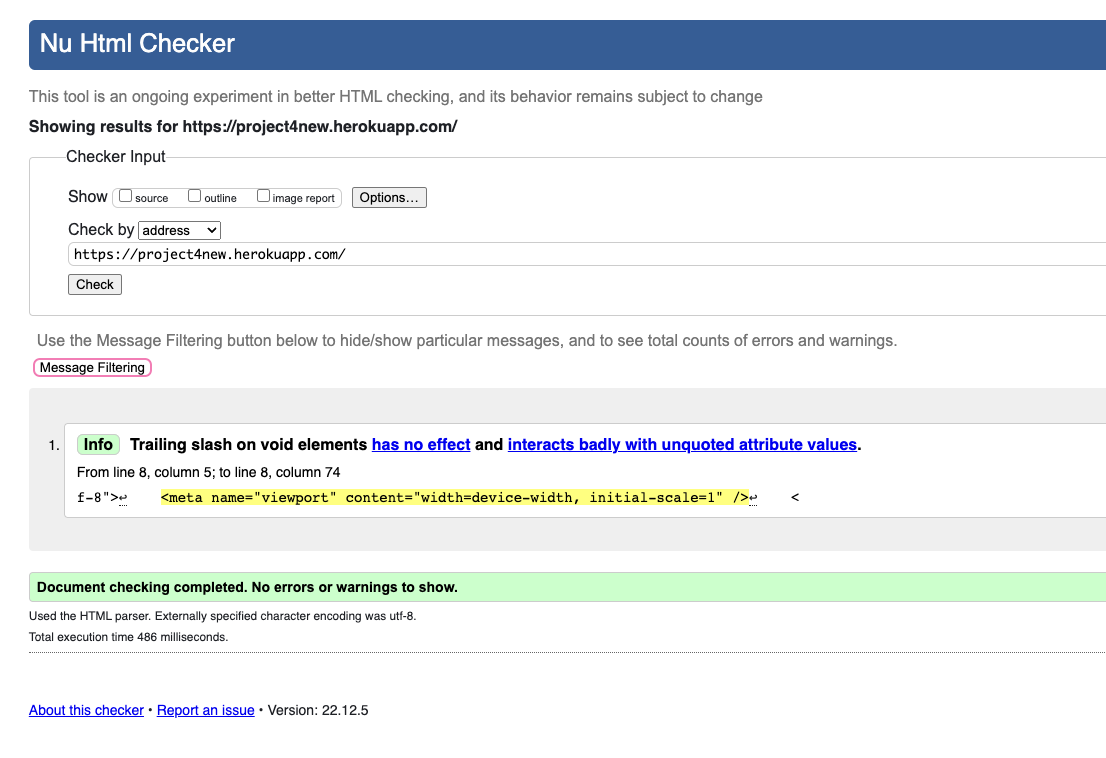 Nu Html Checker
This tool is an ongoing experiment in better HTML checking, and its behavior remains subject to change
Showing results for https://project4new.herokuapp.com/
Checker Input
Show source outline image report Options…
Check by address
https://project4new.herokuapp.com/
Check
Use the Message Filtering button below to hide/show particular messages, and to see total counts of errors and warnings.
Message Filtering
1. Info Trailing slash on void elements has no effect and interacts badly with unquoted attribute values.
From line 8, column 5; to line 8, column 74
f-8">↩    <meta name="viewport" content="width=device-width, initial-scale=1" />↩    <
Document checking completed. No errors or warnings to show.
Used the HTML parser. Externally specified character encoding was utf-8.
Total execution time 486 milliseconds.
About this checker • Report an issue • Version: 22.12.5